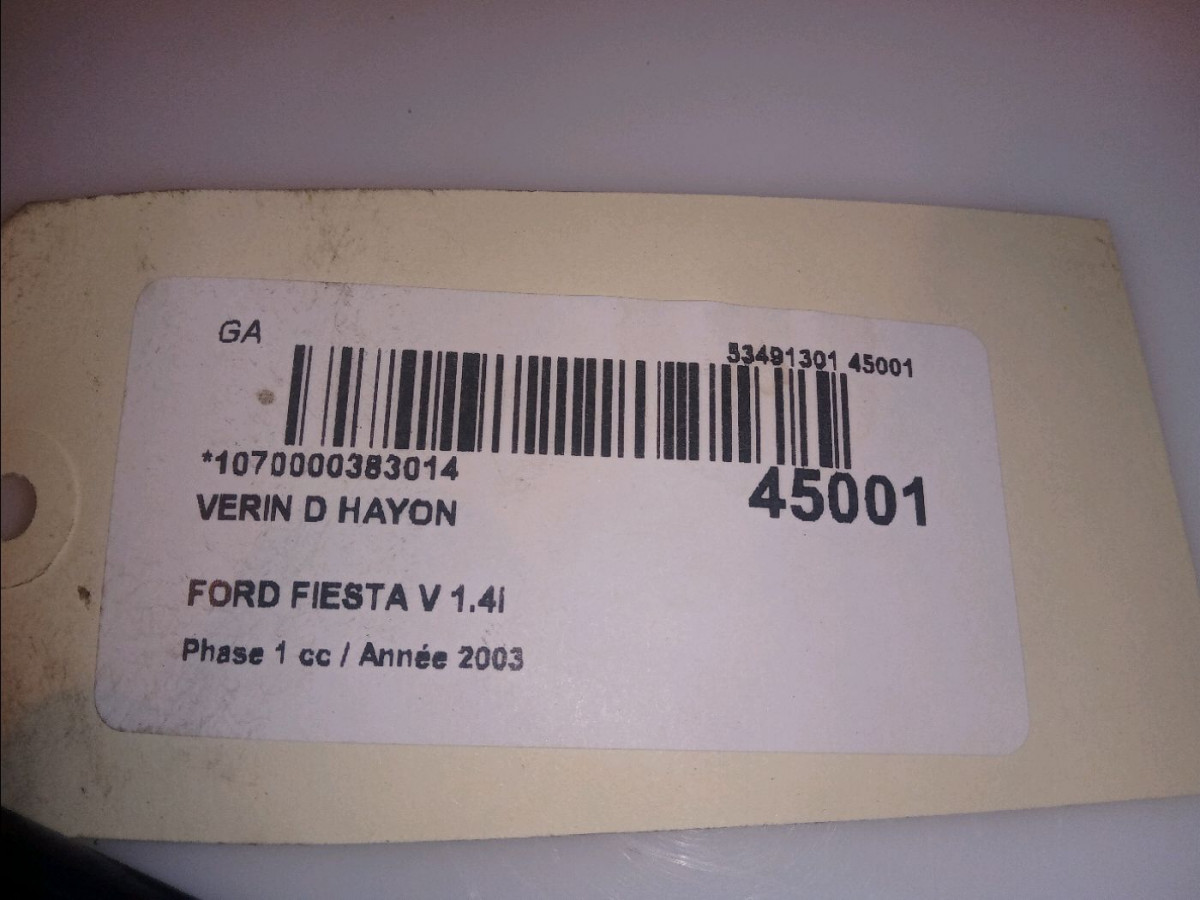 GA
53491301 45001
*1070000383014
45001
VERIN D HAYON
FORD FIESTA V 1.4i
Phase 1 cc / Année 2003